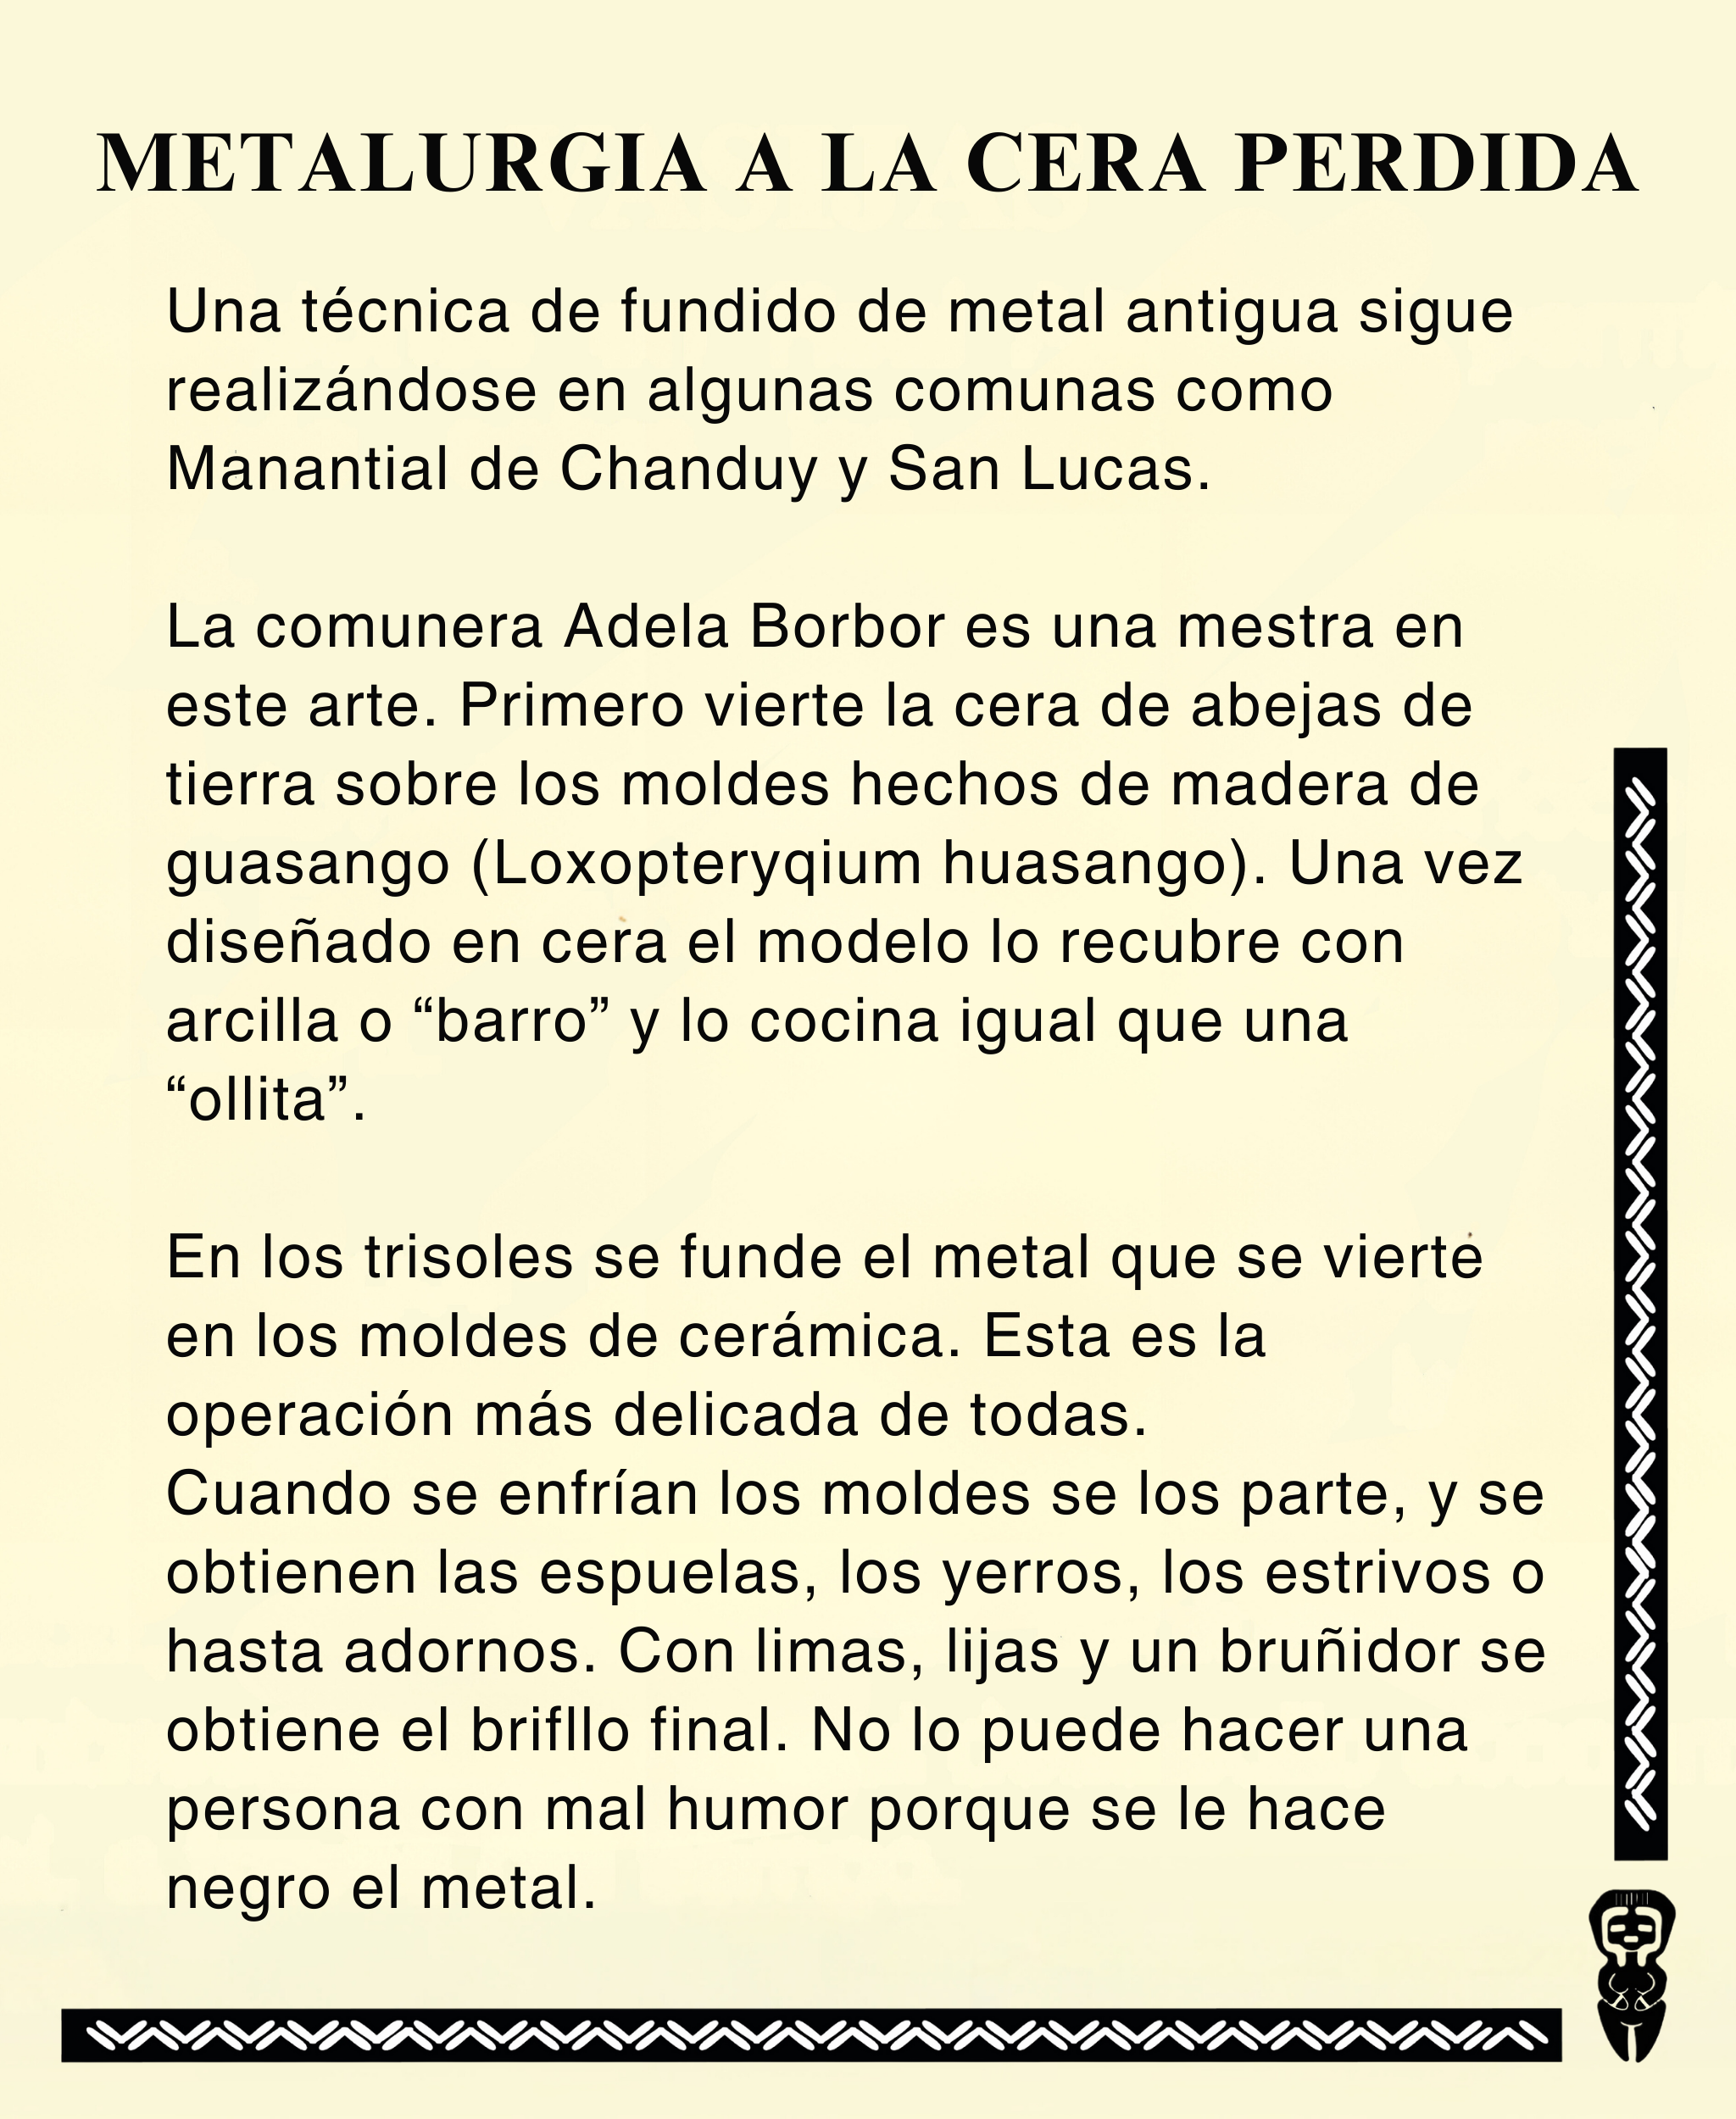 METALURGIA A LA CERA PERDIDA
Una técnica de fundido de metal antigua sigue
realizándose en algunas comunas como
Manantial de Chanduy y San Lucas.
La comunera Adela Borbor es una mestra en
este arte. Primero vierte la cera de abejas de
tierra sobre los moldes hechos de madera de
guasango (Loxopteryqium huasango). Una vez
diseñado en cera el modelo lo recubre con
arcilla o “barro” y lo cocina igual que una
“ollita”.
En los trisoles se funde el metal que se vierte
en los moldes de cerámica. Esta es la
operación más delicada de todas.
Cuando se enfrían los moldes se los parte, y se
obtienen las espuelas, los yerros, los estrivos o
hasta adornos. Con limas, lijas y un bruñidor se
obtiene el brifllo final. No lo puede hacer una
persona con mal humor porque se le hace
negro el metal.